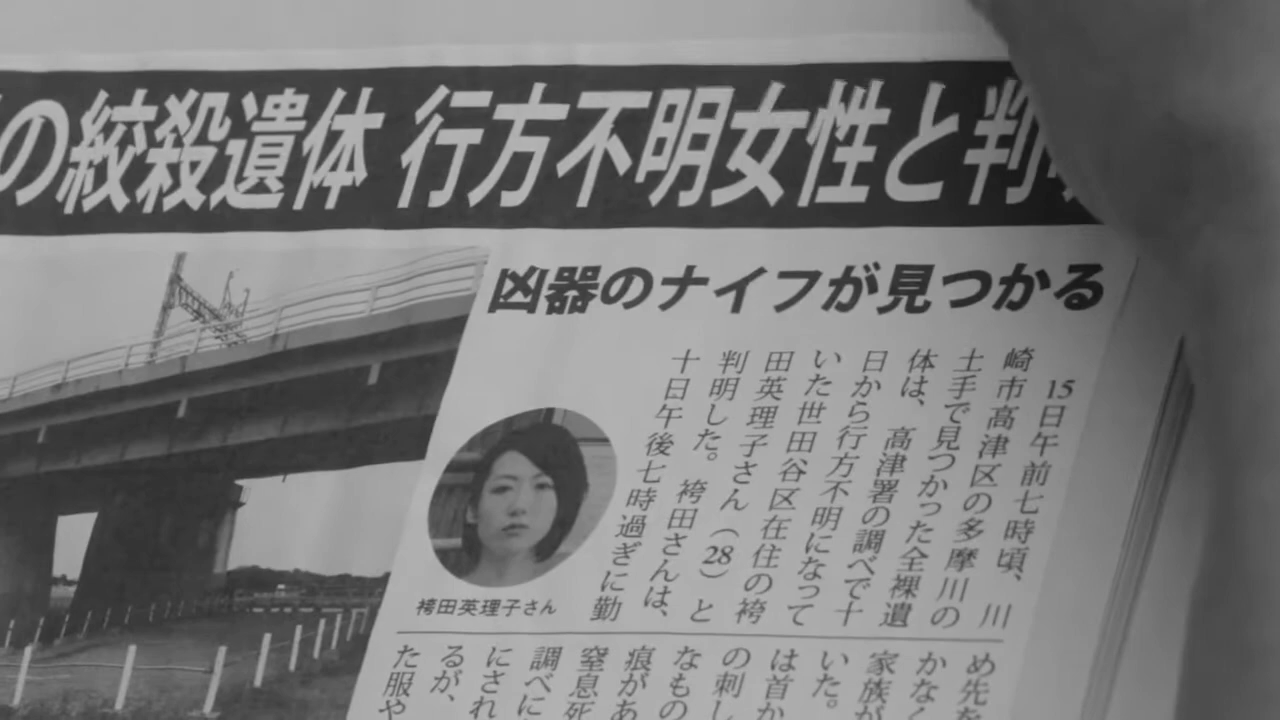 の絞殺遺体 行方不明女性と判
凶器のナイフが見つかる
15日午前七時頃、川
崎市高津区の多摩川の
土手で見つかった全裸遺
体は、高津署の調べで十
日から行方不明になって
いた世田谷区在住の袴
田英理子さん（28）と
判明した。袴田さんは、
十日午後七時過ぎに勤
袴田英理子さん
め先を
かなく
家族が
いた。
は首か
の刺し
なもの
痕があ
窒息死
調べに
にされ
るが、
た服や